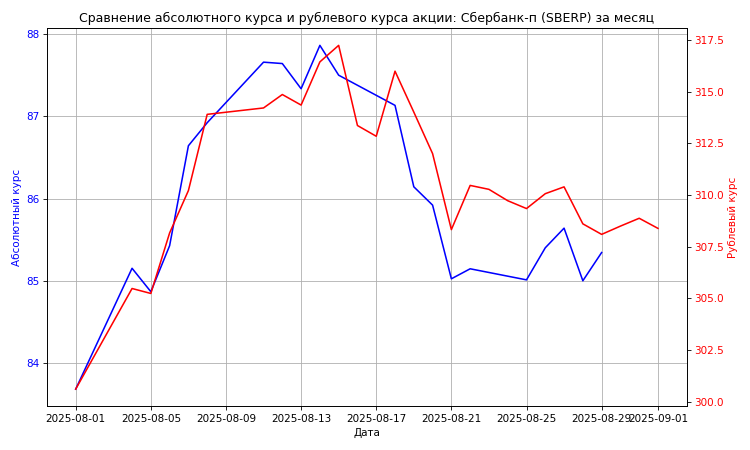 Сравнение абсолютного курса и рублевого курса акции: Сбербанк-п (SBERP) за месяц
Абсолютный курс
88
87
86
85
84
317.5
315.0
312.5
310.0
307.5
305.0
302.5
300.0
Рублевый курс
2025-08-01 2025-08-05 2025-08-09 2025-08-13 2025-08-17 2025-08-21 2025-08-25 2025-08-29 2025-09-01
Дата